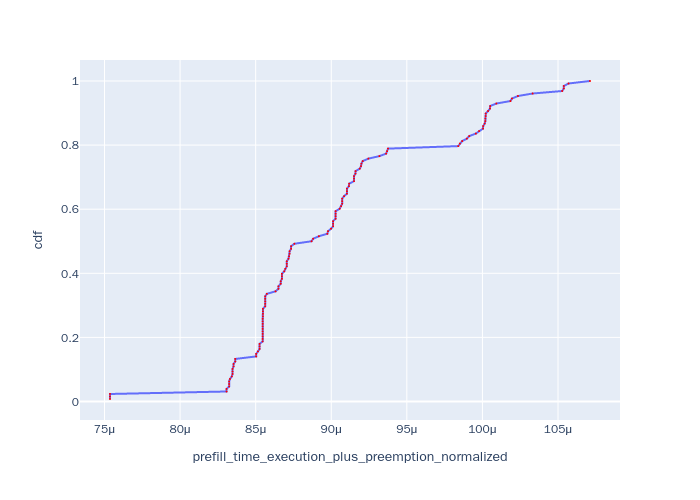 1
0.8
0.6
0.4
0.2
0
75μ 80μ 85μ 90μ 95μ 100μ 105μ
cdf
prefill_time_execution_plus_preemption_normalized